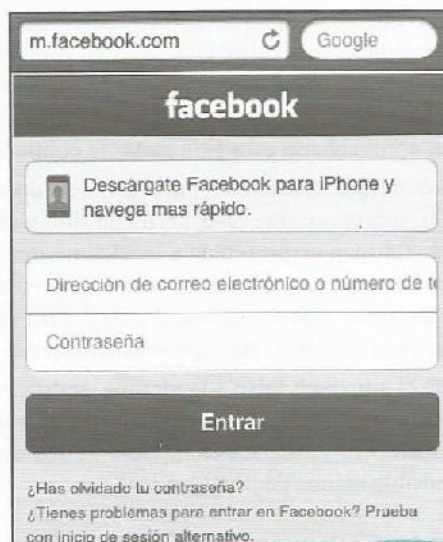 m.facebook.com
Google
facebook
Descárgate Facebook para iPhone y
navega mas rápido.
Dirección de correo electrónico o número de te
Contraseña
Entrar
¿Has olvidado tu contraseña?
¿Tienes problemas para entrar en Facebook? Prueba
con inicio de sesión alternativo.